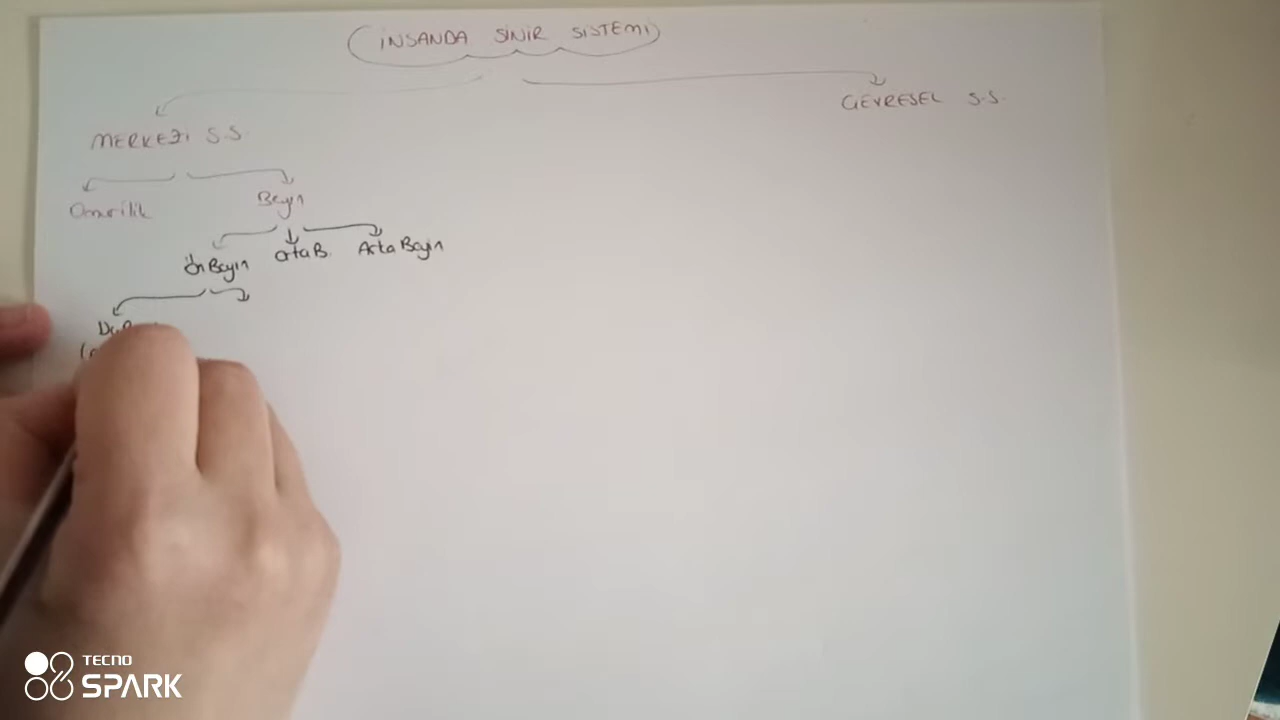 İNSANDA SİNİR SİSTEMİ
ÇEVRESEL S.S.
MERKEZİ S.S.
Omurilik
Beyin
Ön Beyin
Orta B.
Arka Beyin
TECNO
SPARK